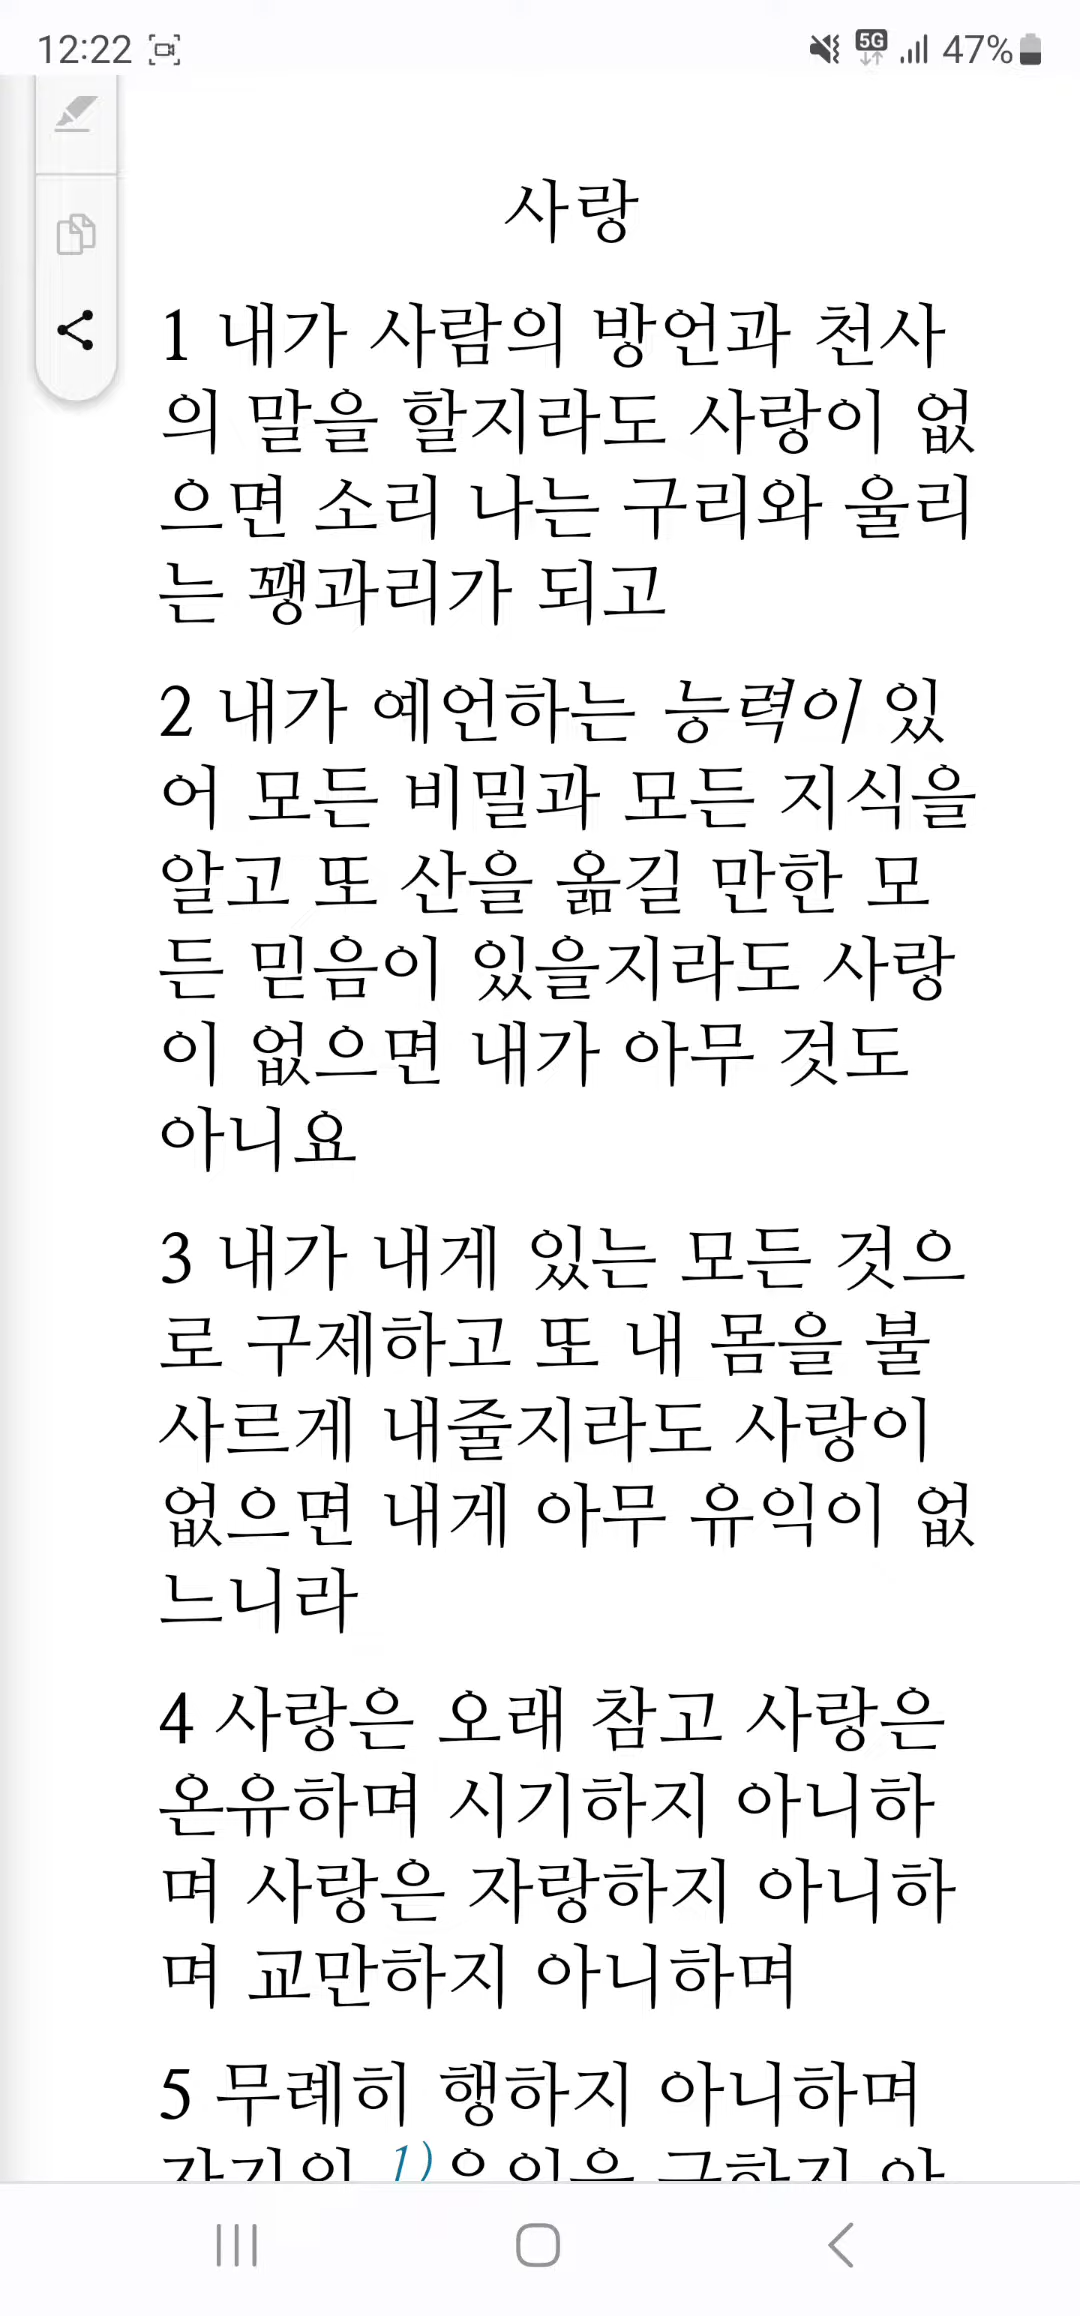 12:22
5G
47%
사랑
1 내가 사람의 방언과 천사
의 말을 할지라도 사랑이 없
으면 소리 나는 구리와 울리
는 꽹과리가 되고
2 내가 예언하는 능력이 있
어 모든 비밀과 모든 지식을
알고 또 산을 옮길 만한 모
든 믿음이 있을지라도 사랑
이 없으면 내가 아무 것도
아니요
3 내가 내게 있는 모든 것으
로 구제하고 또 내 몸을 불
사르게 내줄지라도 사랑이
없으면 내게 아무 유익이 없
느니라
4 사랑은 오래 참고 사랑은
온유하며 시기하지 아니하
며 사랑은 자랑하지 아니하
며 교만하지 아니하며
5 무례히 행하지 아니하며
1)